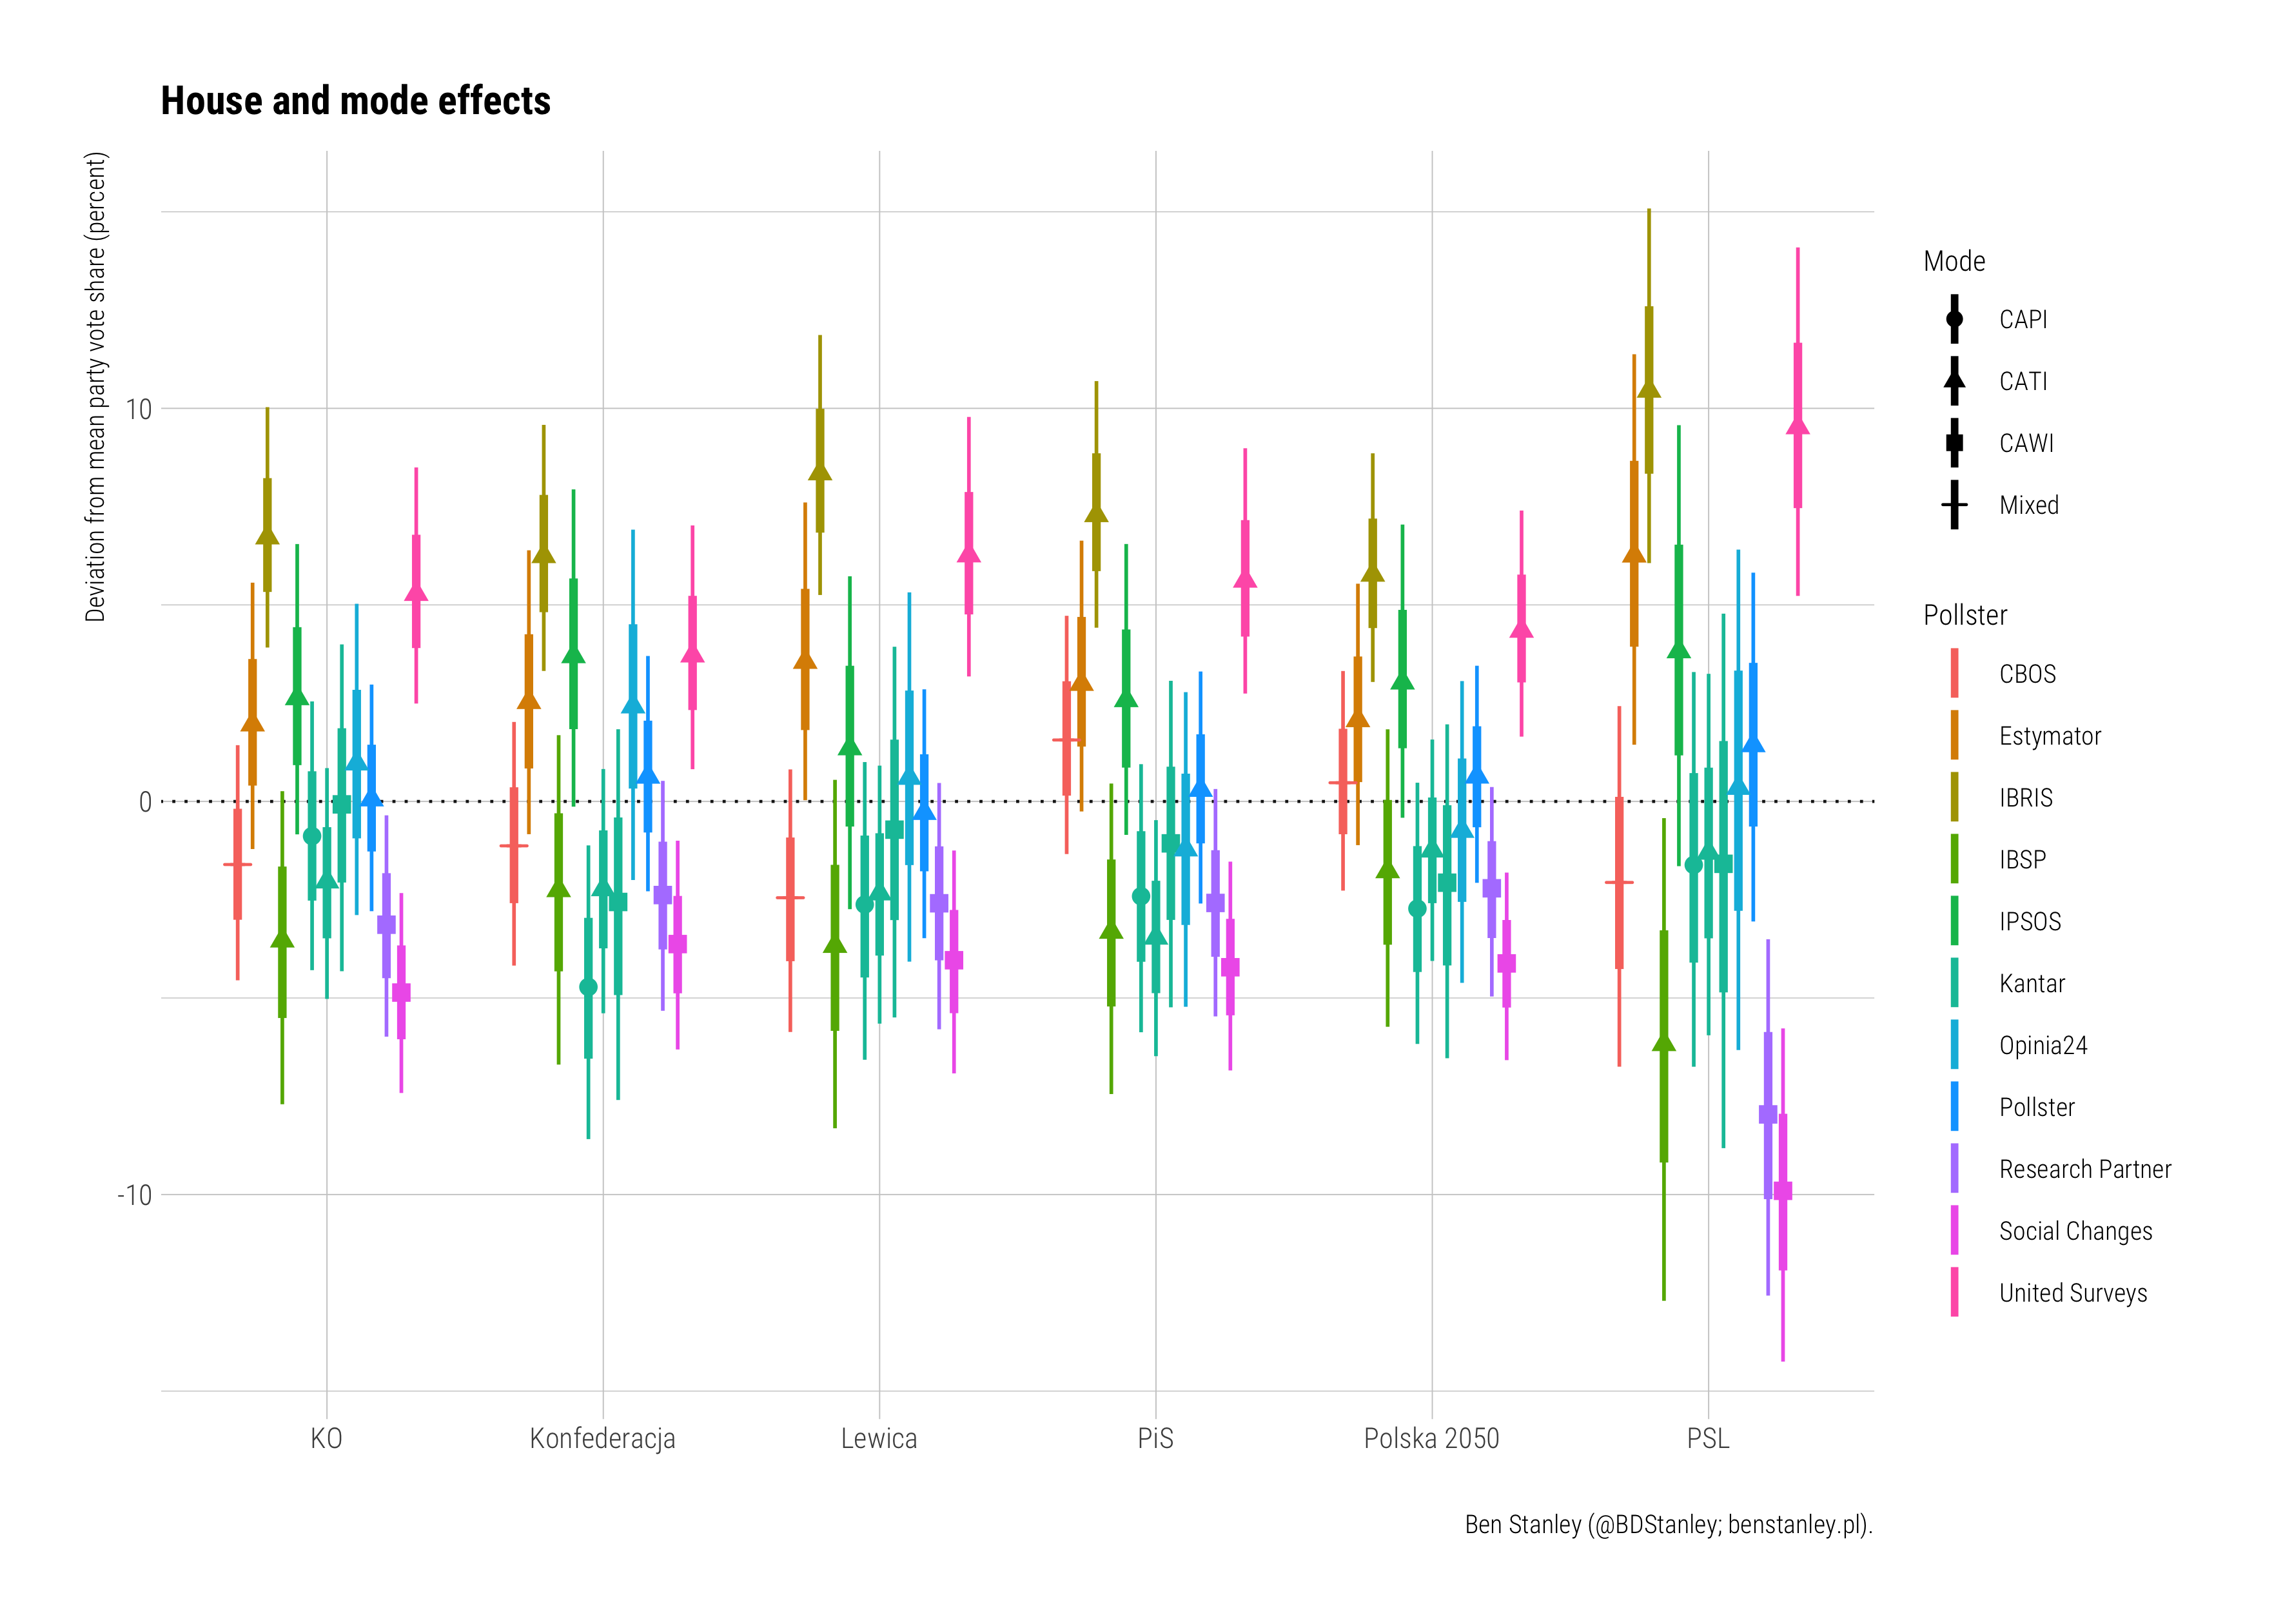 House and mode effects
Deviation from mean party vote share (percent)
10
0
-10
KO
Konfederacja
Lewica
PiS
Polska 2050
PSL
Mode
CAPI
CATI
CAWI
Mixed
Pollster
CBOS
Estymator
IBRIS
IBSP
IPSOS
Kantar
Opinia24
Pollster
Research Partner
Social Changes
United Surveys
Ben Stanley (@BDStanley; benstanley.pl).